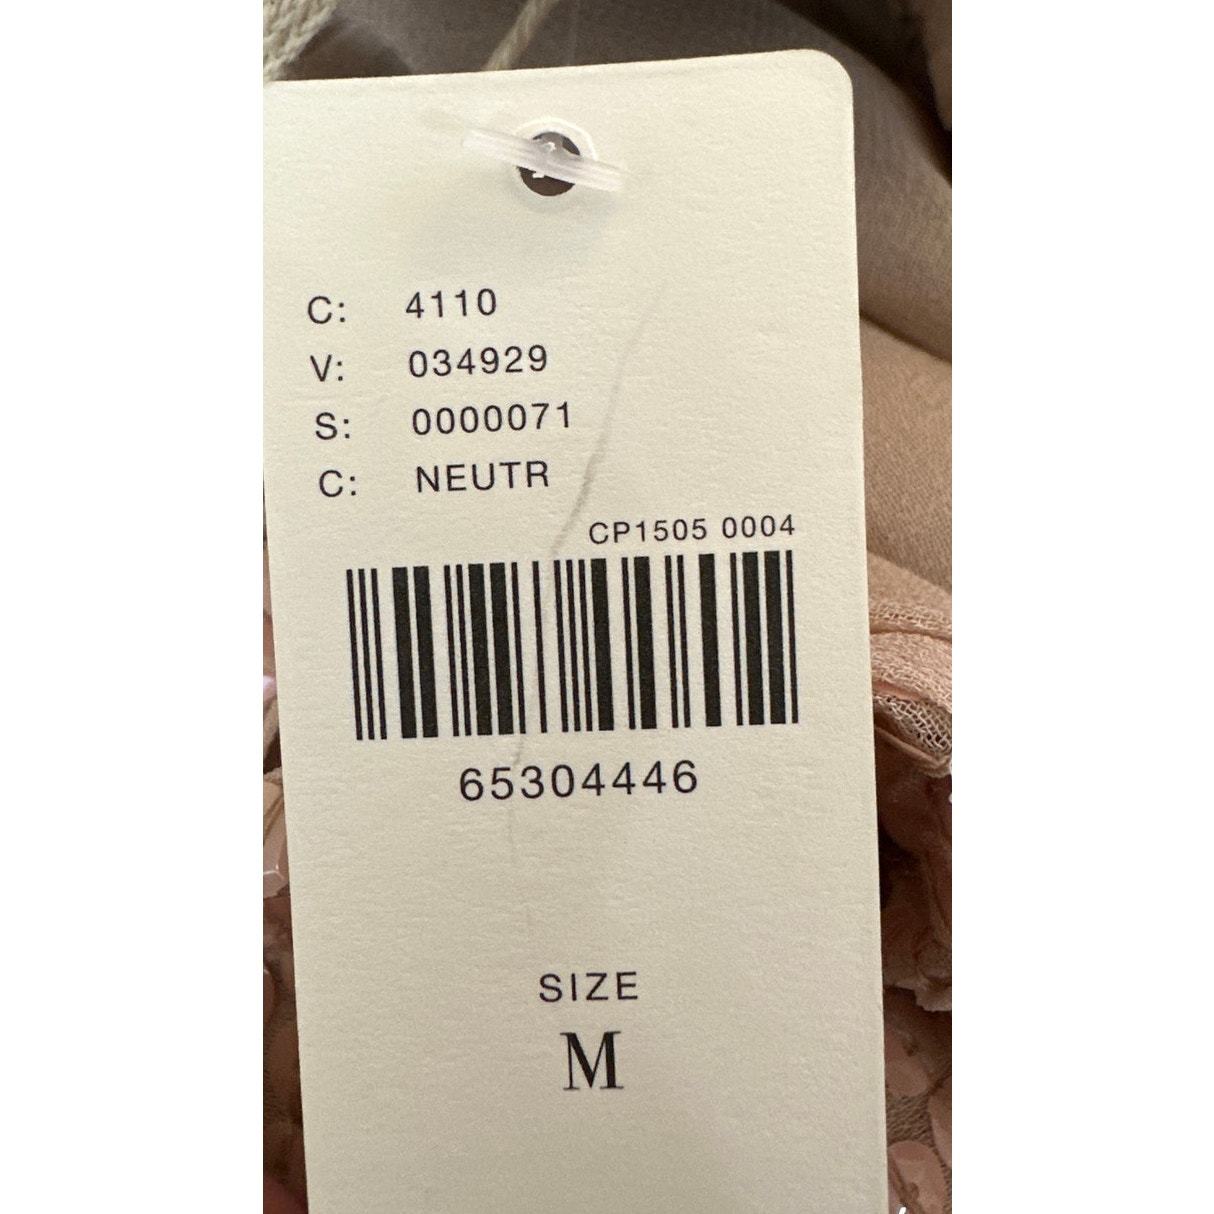 C: 4110
V: 034929
S: 0000071
C: NEUTR
CP1505 0004
65304446
SIZE
M